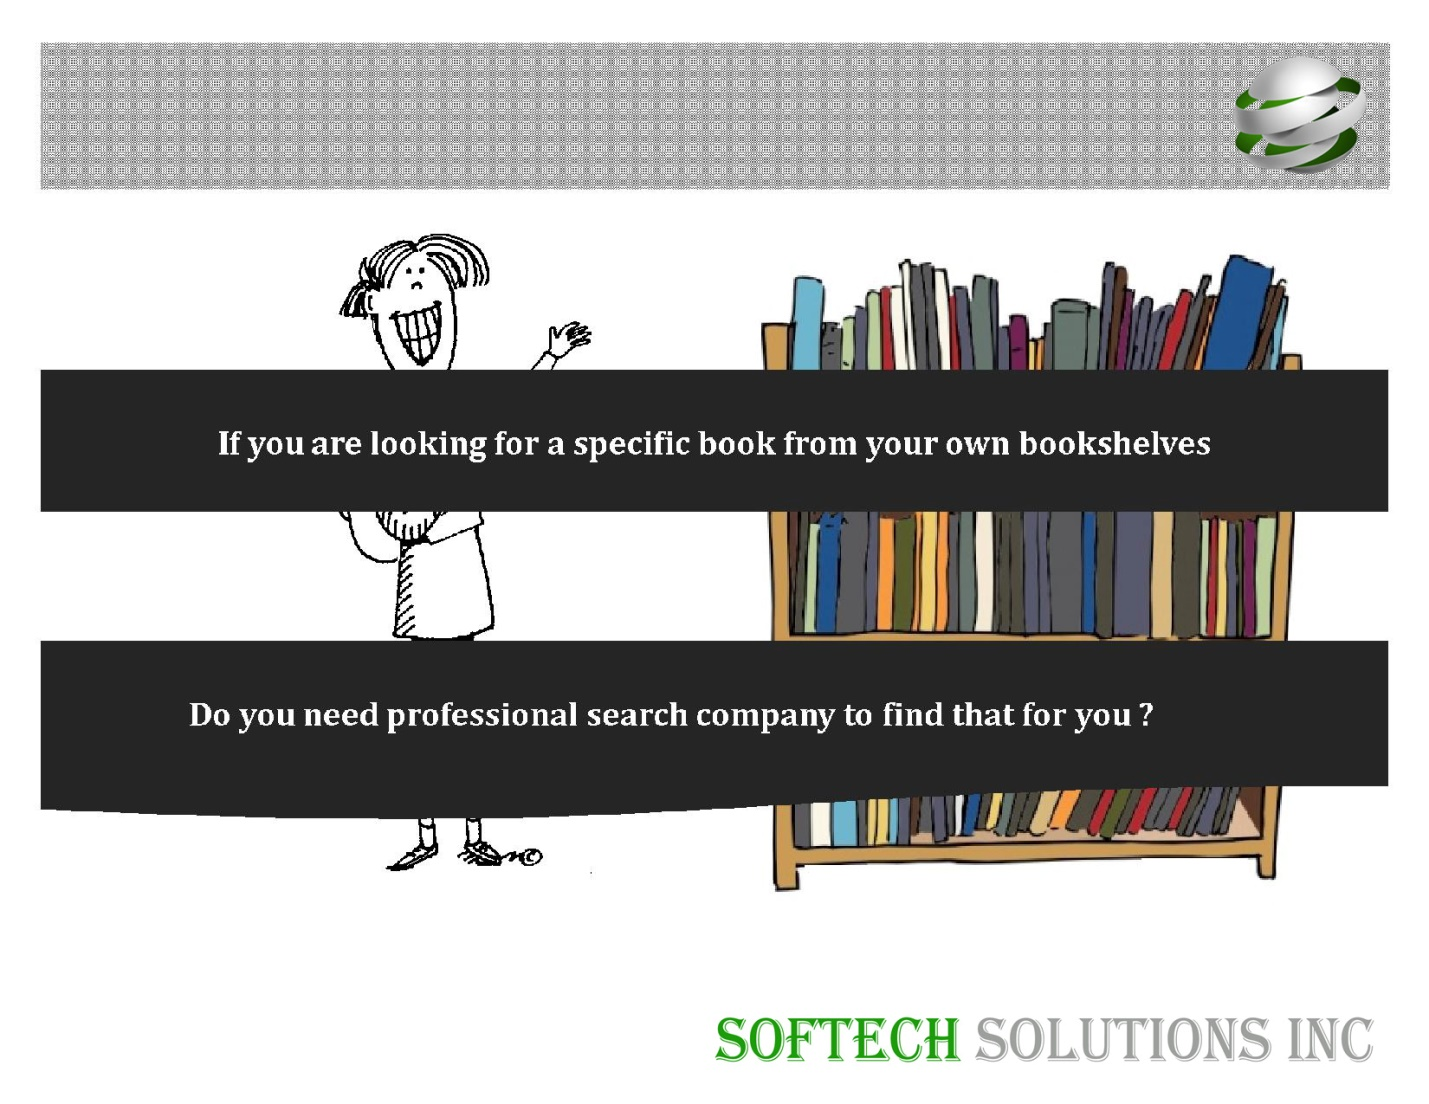 If you are looking for a specific book from your own bookshelves
Do you need professional search company to find that for you ?
SOFTECH SOLUTIONS INC